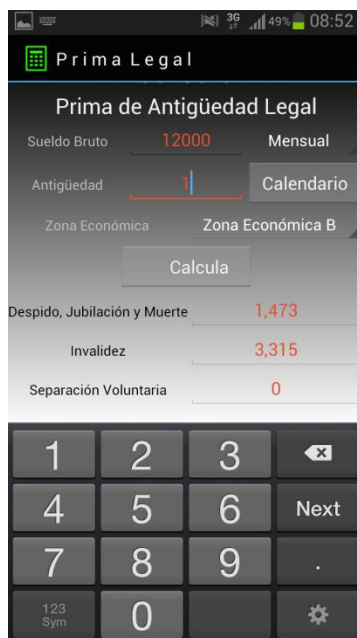 3G 49% 08:52
Prima Legal
Prima de Antigüedad Legal
Sueldo Bruto 12000 Mensual
Antigüedad 1 Calendario
Zona Económica Zona Económica B
Calcula
Despido, Jubilación y Muerte 1,473
Invalidez 3,315
Separación Voluntaria 0
1 2 3
4 5 6 Next
7 8 9 .
123 0
Sym